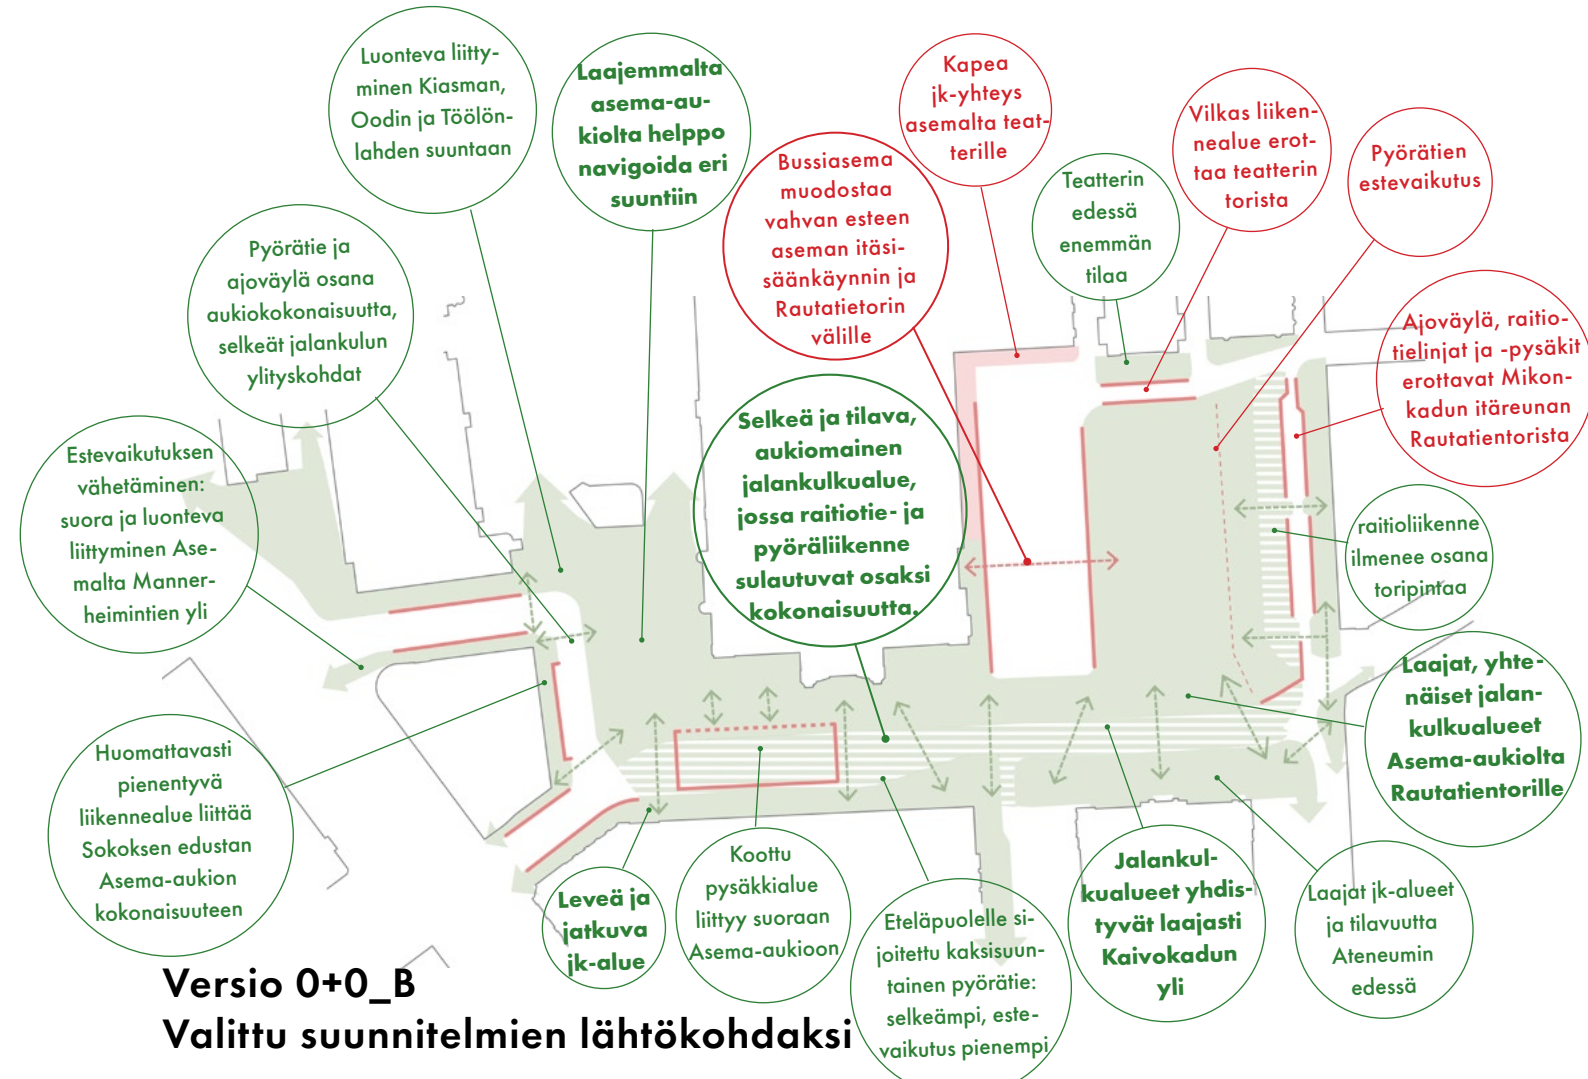 Luonteva liitty-
minen Kiasman,
Oodin ja Töölön-
lahden suuntaan
Laajemmalta
asema-au-
kiolta helppo
navigoida eri
suuntiin
Kapea
jk-yhteys
asemalta teat-
terille
Vilkas liiken-
nealue erot-
taa teatterin
torista
Pyörätien
estevaikutus
Bussiasema
muodostaa
vahvan esteen
aseman itäsi-
säänkäynnin ja
Rautatietorin
välille
Teatterin
edessä
enemmän
tilaa
Pyörätie ja
ajoväylä osana
aukiokokonaisuutta,
selkeät jalankulun
ylityskohdat
Ajoväylä, raitio-
tielinjat ja -pysäkit
erottavat Mikon-
kadun itäreunan
Rautatientorista
Selkeä ja tilava,
aukiomainen
jalankulkualue,
jossa raitiotie- ja
pyöräliikenne
sulautuvat osaksi
kokonaisuutta.
Estevaikutuksen
vähetäminen:
suora ja luonteva
liittyminen Ase-
malta Manner-
heimintien yli
raitioliikenne
ilmenee osana
toripintaa
Laajat, yhte-
näiset jalan-
kulkualueet
Asema-aukiolta
Rautatientorille
Huomattavasti
pienentyvä
liikennealue liittää
Sokoksen edustan
Asema-aukion
kokonaisuuteen
Leveä ja
jatkuva
jk-alue
Koottu
pysäkkialue
liittyy suoraan
Asema-aukioon
Eteläpuolelle si-
joitettu kaksisuun-
tainen pyörätie:
selkeämpi, este-
vaikutus pienempi
Jalankul-
kualueet yhdis-
tyvät laajasti
Kaivokadun
yli
Laajat jk-alueet
ja tilavuutta
Ateneumin
edessä
Versio 0+0_B
Valittu suunnitelmien lähtökohdaksi